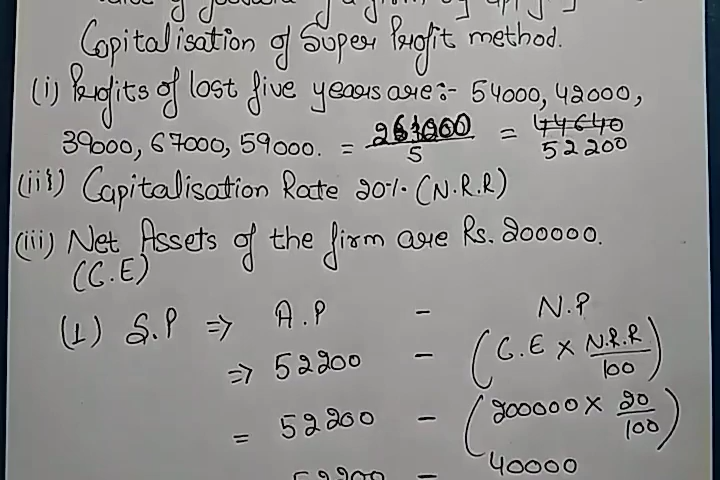 Capitalisation of Super Profit method.
(i) Profits of last five years are:- 54000, 42000,
39000, 67000, 59000. = 261000/5 = 44640 52200
(ii) Capitalisation Rate 20% (N.R.R)
(iii) Net Assets of the firm are Rs. 200000.
(C.E)
(1) S.P ⇒ A.P - N.P
⇒ 52200 - (C.E × N.R.R/100)
= 52200 - (200000 × 20/100)
52200 - 40000